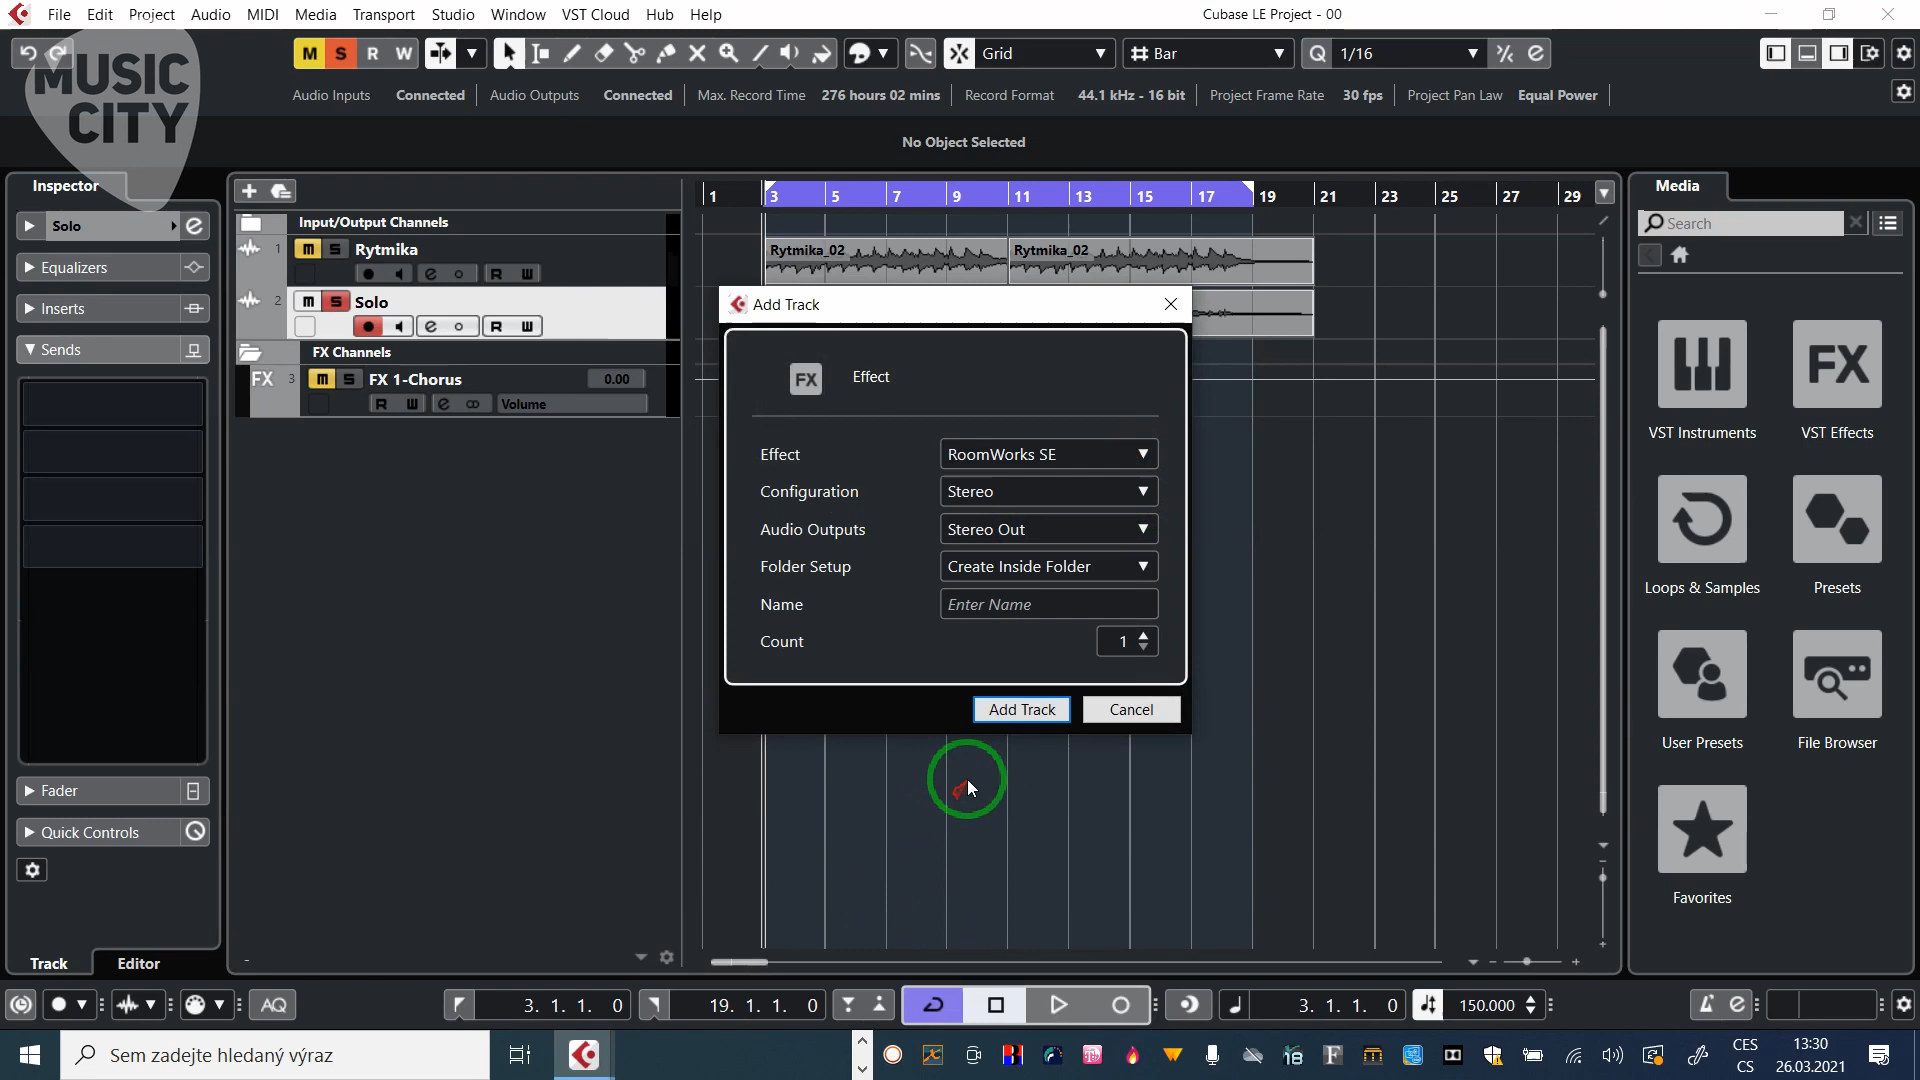 File Edit Project Audio MIDI Media Transport Studio Window VST Cloud Hub Help
Cubase LE Project - 00
MUSIC CITY
M S R W
Grid
Bar
Q 1/16
Audio Inputs Connected Audio Outputs Connected Max. Record Time 276 hours 02 mins Record Format 44.1 kHz - 16 bit Project Frame Rate 30 fps Project Pan Law Equal Power
No Object Selected
Inspector
Solo
Equalizers
Inserts
Sends
Fader
Quick Controls
Track Editor
Input/Output Channels
1 m S Rytmika
R W
2 m S Solo
R W
FX Channels
FX 3 m S FX 1-Chorus 0.00
R W Volume
1 3 5 7 9 11 13 15 17 19 21 23 25 27 29
Rytmika_02 Rytmika_02
Add Track
FX Effect
Effect RoomWorks SE
Configuration Stereo
Audio Outputs Stereo Out
Folder Setup Create Inside Folder
Name Enter Name
Count 1
Add Track Cancel
Media
Search
VST Instruments
FX
VST Effects
Loops & Samples
Presets
User Presets
File Browser
Favorites
AQ
3. 1. 1. 0
19. 1. 1. 0
3. 1. 1. 0
150.000
Sem zadejte hledaný výraz
CES
CS
13:30
26.03.2021